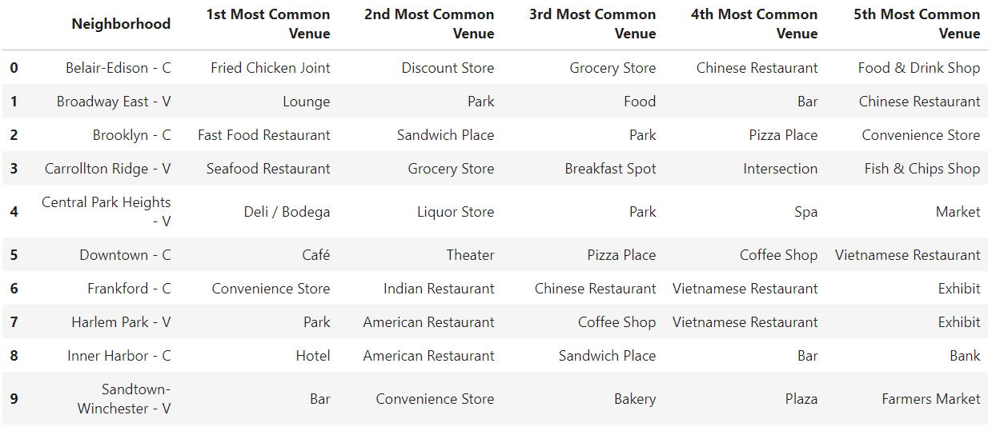 Neighborhood 1st Most Common Venue 2nd Most Common Venue 3rd Most Common Venue 4th Most Common Venue 5th Most Common Venue
0 Belair-Edison - C Fried Chicken Joint Discount Store Grocery Store Chinese Restaurant Food & Drink Shop
1 Broadway East - V Lounge Park Food Bar Chinese Restaurant
2 Brooklyn - C Fast Food Restaurant Sandwich Place Park Pizza Place Convenience Store
3 Carrollton Ridge - V Seafood Restaurant Grocery Store Breakfast Spot Intersection Fish & Chips Shop
4 Central Park Heights - V Deli / Bodega Liquor Store Park Spa Market
5 Downtown - C Café Theater Pizza Place Coffee Shop Vietnamese Restaurant
6 Frankford - C Convenience Store Indian Restaurant Chinese Restaurant Vietnamese Restaurant Exhibit
7 Harlem Park - V Park American Restaurant Coffee Shop Vietnamese Restaurant Exhibit
8 Inner Harbor - C Hotel American Restaurant Sandwich Place Bar Bank
9 Sandtown-Winchester - V Bar Convenience Store Bakery Plaza Farmers Market